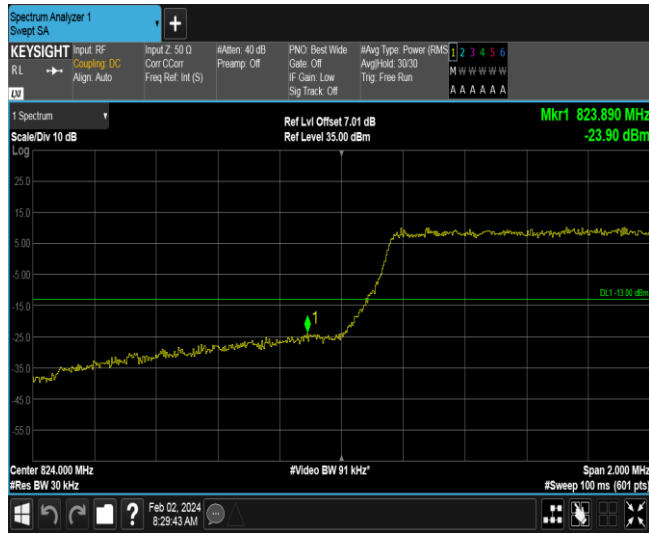 Spectrum Analyzer 1
Swept SA
+
KEYSIGHT Input: RF Input Z: 50 Ω #Atten: 40 dB PNO: Best Wide #Avg Type: Power (RMS 1 2 3 4 5 6
RL Coupling: DC Corr CCorr Preamp: Off Gate: Off Avg|Hold: 30/30 M W W W W W
Align: Auto Freq Ref: Int (S) IF Gain: Low Trig: Free Run
Sig Track: Off A A A A A A
LXI
1 Spectrum Ref Lvl Offset 7.01 dB Mkr1 823.890 MHz
Scale/Div 10 dB Ref Level 35.00 dBm -23.90 dBm
Log
25.0
15.0
5.00
-5.00
DL1 -13.00 dBm
-15.0
1
-25.0
-35.0
-45.0
-55.0
Center 824.000 MHz #Video BW 91 kHz* Span 2.000 MHz
#Res BW 30 kHz #Sweep 100 ms (601 pts)
? Feb 02, 2024
8:29:43 AM